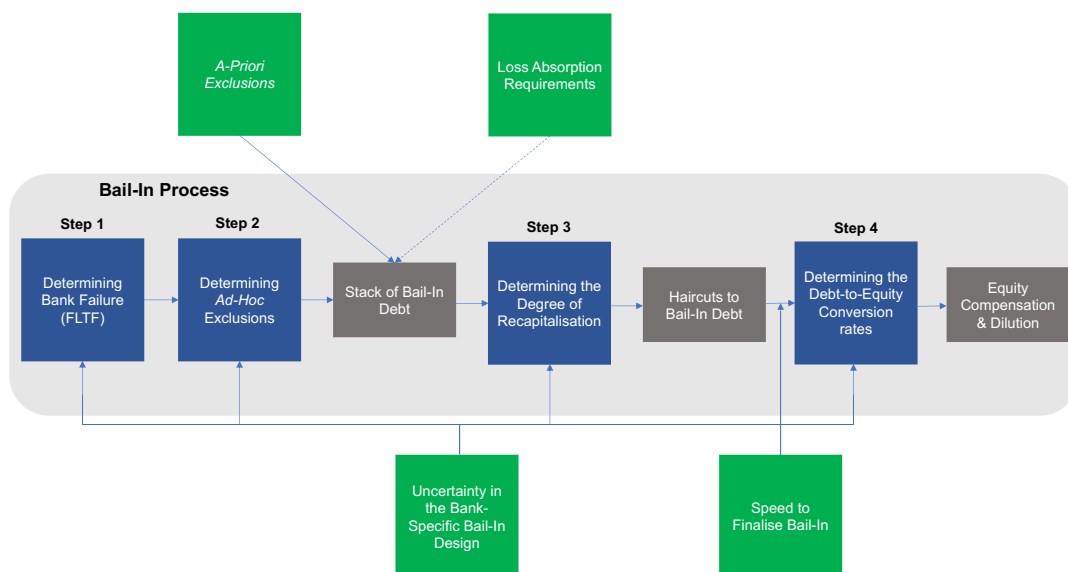 A-Priori
Exclusions
Loss Absorption
Requirements
Bail-In Process
Step 1
Step 2
Step 3
Step 4
Determining
Bank Failure
(FLTF)
Determining
Ad-Hoc
Exclusions
Stack of Bail-In
Debt
Determining the
Degree of
Recapitalisation
Haircuts to
Bail-In Debt
Determining the
Debt-to-Equity
Conversion
rates
Equity
Compensation
& Dilution
Uncertainty in
the Bank-
Specific Bail-In
Design
Speed to
Finalise Bail-In